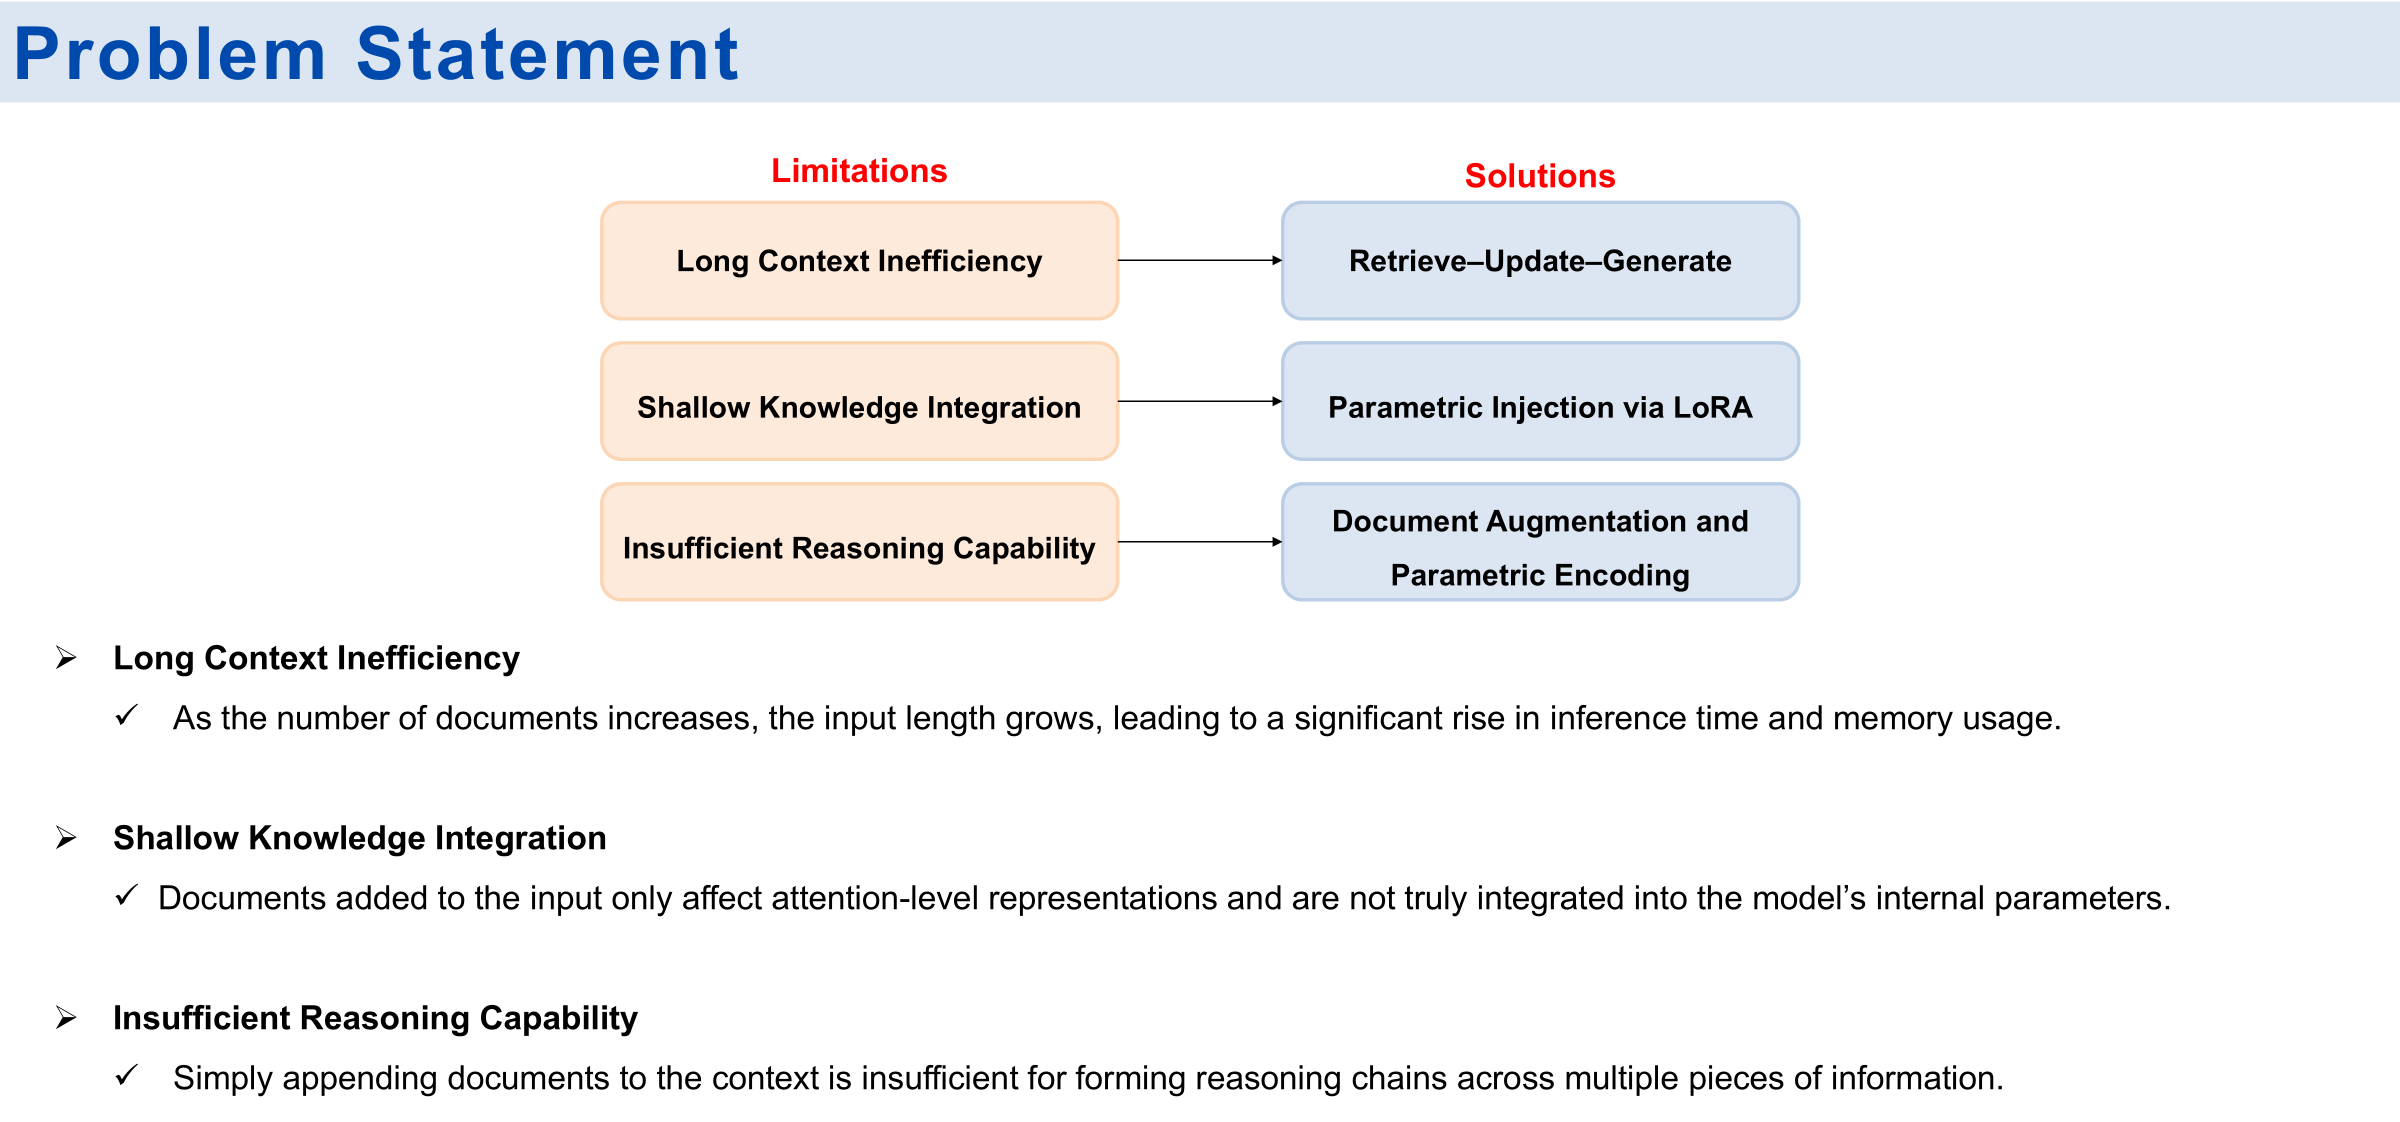 Problem Statement
Limitations
Solutions
Long Context Inefficiency
Retrieve–Update–Generate
Shallow Knowledge Integration
Parametric Injection via LoRA
Insufficient Reasoning Capability
Document Augmentation and
Parametric Encoding
➢ Long Context Inefficiency
✓ As the number of documents increases, the input length grows, leading to a significant rise in inference time and memory usage.
➢ Shallow Knowledge Integration
✓ Documents added to the input only affect attention-level representations and are not truly integrated into the model’s internal parameters.
➢ Insufficient Reasoning Capability
✓ Simply appending documents to the context is insufficient for forming reasoning chains across multiple pieces of information.